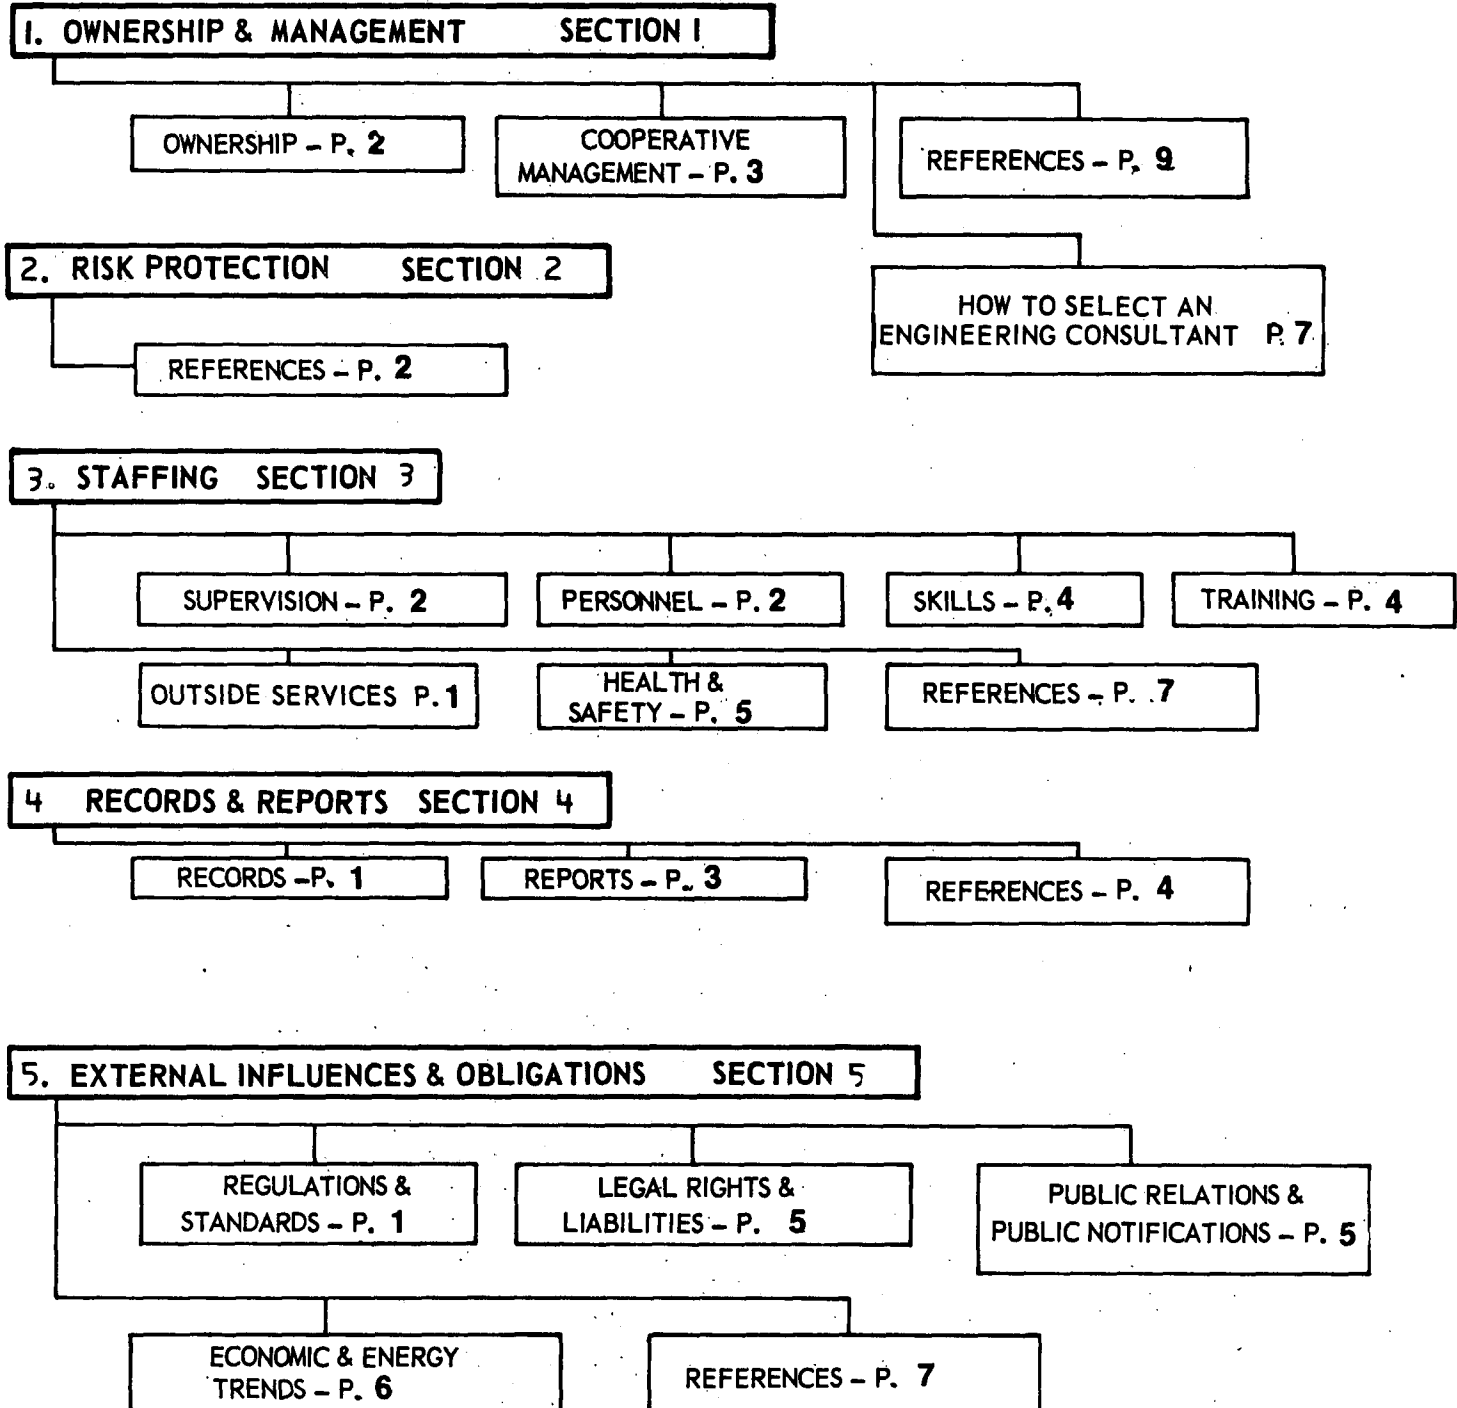 1. OWNERSHIP & MANAGEMENT SECTION 1
OWNERSHIP – P. 2
COOPERATIVE
MANAGEMENT – P. 3
REFERENCES – P. 9
HOW TO SELECT AN
ENGINEERING CONSULTANT P. 7
2. RISK PROTECTION SECTION 2
REFERENCES – P. 2
3. STAFFING SECTION 3
SUPERVISION – P. 2
PERSONNEL – P. 2
SKILLS – P. 4
TRAINING – P. 4
OUTSIDE SERVICES P. 1
HEALTH &
SAFETY – P. 5
REFERENCES – P. 7
4 RECORDS & REPORTS SECTION 4
RECORDS – P. 1
REPORTS – P. 3
REFERENCES – P. 4
5. EXTERNAL INFLUENCES & OBLIGATIONS SECTION 5
REGULATIONS &
STANDARDS – P. 1
LEGAL RIGHTS &
LIABILITIES – P. 5
PUBLIC RELATIONS &
PUBLIC NOTIFICATIONS – P. 5
ECONOMIC & ENERGY
TRENDS – P. 6
REFERENCES – P. 7